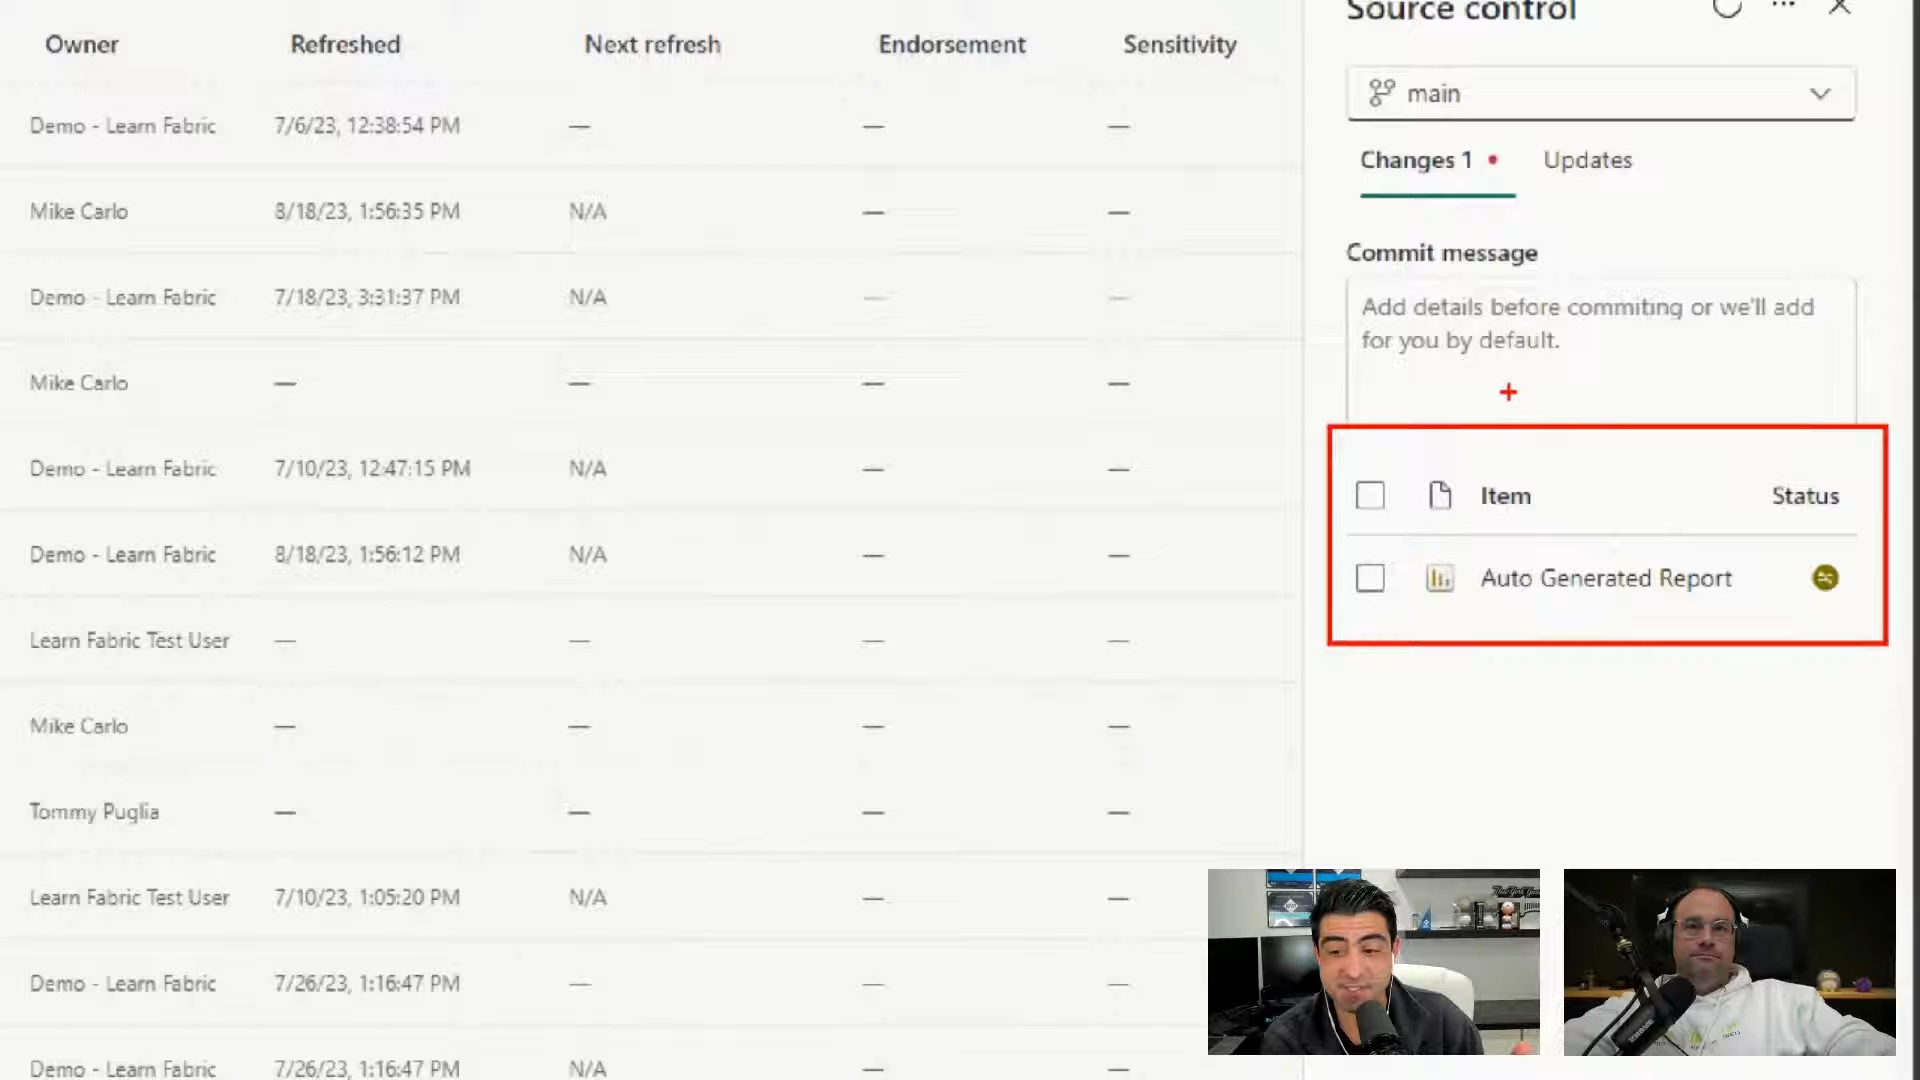 Owner Refreshed Next refresh Endorsement Sensitivity
Demo - Learn Fabric 7/6/23, 12:38:54 PM — — —
Mike Carlo 8/18/23, 1:56:35 PM N/A — —
Demo - Learn Fabric 7/18/23, 3:31:37 PM N/A — —
Mike Carlo — — — —
Demo - Learn Fabric 7/10/23, 12:47:15 PM N/A — —
Demo - Learn Fabric 8/18/23, 1:56:12 PM N/A — —
Learn Fabric Test User — — — —
Mike Carlo — — — —
Tommy Puglia — — — —
Learn Fabric Test User 7/10/23, 1:05:20 PM N/A — —
Demo - Learn Fabric 7/26/23, 1:16:47 PM — — —
Demo - Learn Fabric 7/26/23, 1:16:47 PM N/A — —
Source control
main
Changes 1 Updates
Commit message
Add details before commiting or we'll add
for you by default.
Item Status
Auto Generated Report